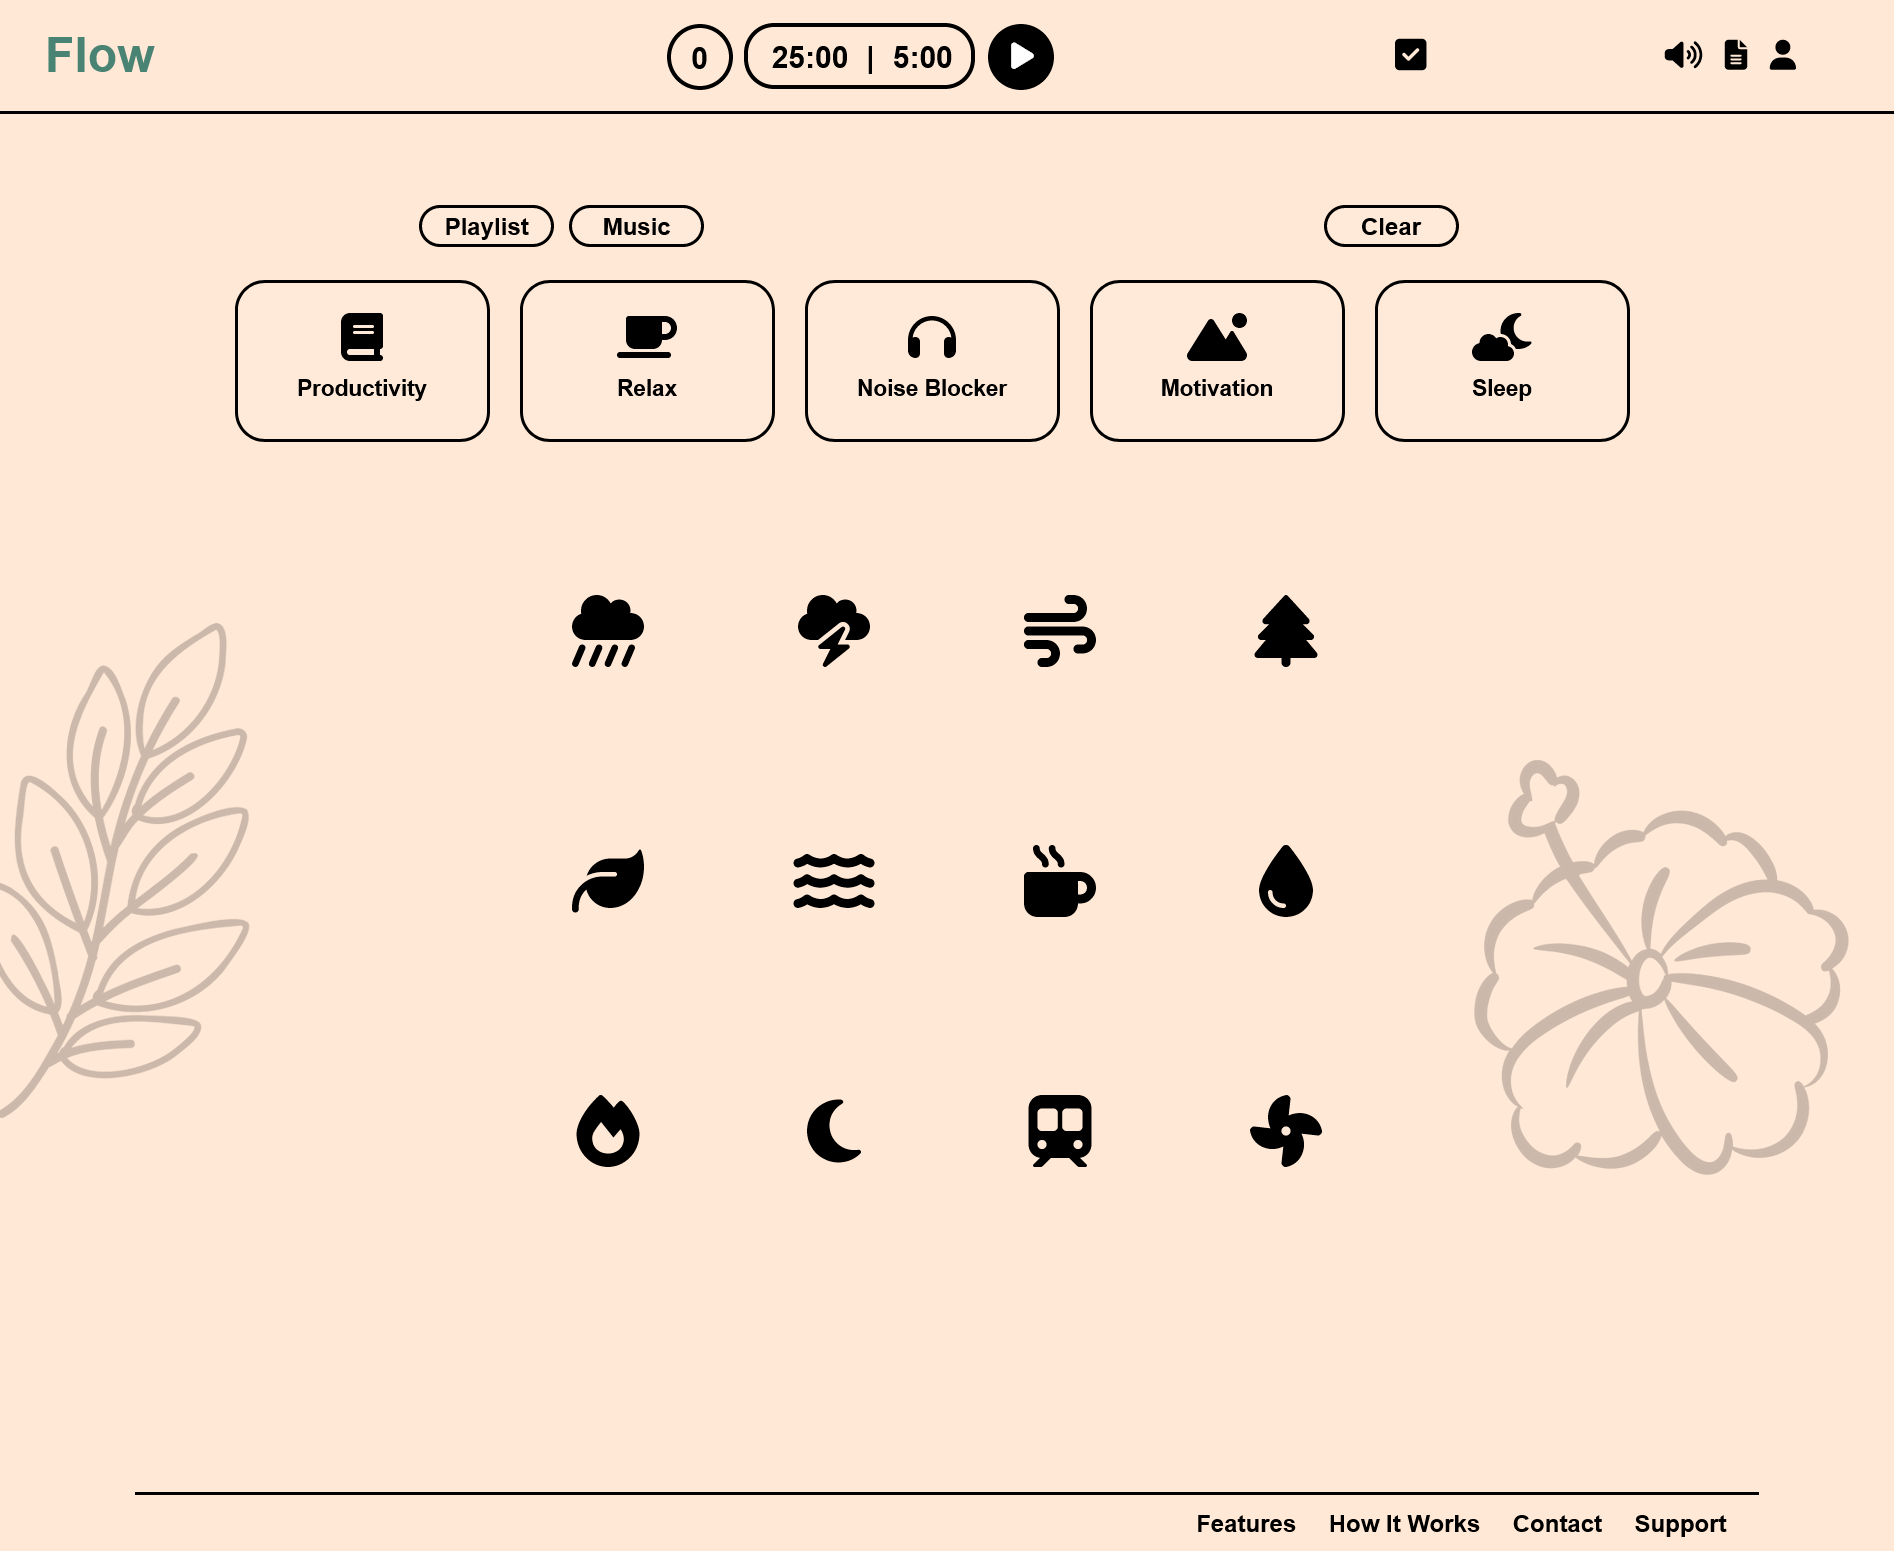 Flow
0
25:00 | 5:00
Playlist
Music
Clear
Productivity
Relax
Noise Blocker
Motivation
Sleep
Features
How It Works
Contact
Support